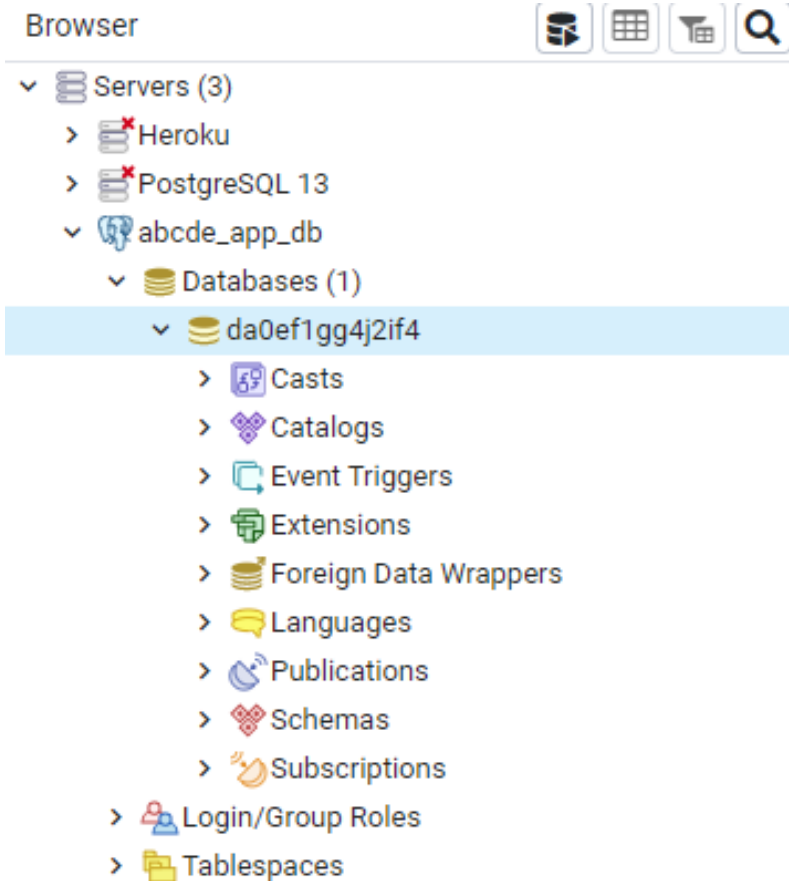 Browser
Servers (3)
Heroku
PostgreSQL 13
abcde_app_db
Databases (1)
da0ef1gg4j2if4
Casts
Catalogs
Event Triggers
Extensions
Foreign Data Wrappers
Languages
Publications
Schemas
Subscriptions
Login/Group Roles
Tablespaces